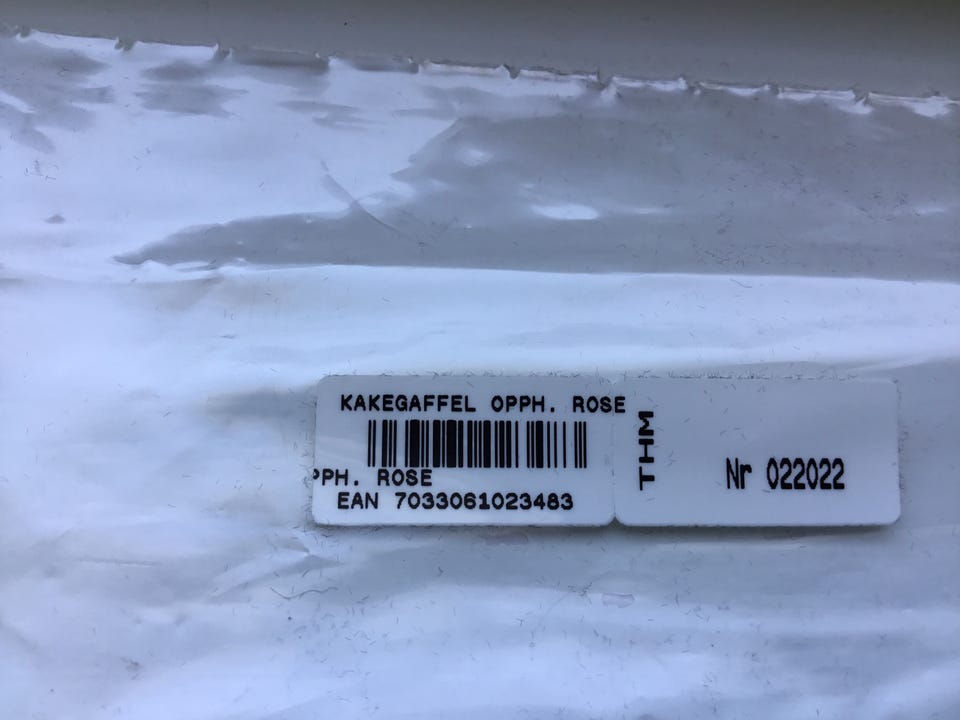 KAKEGAFFEL OPPH. ROSE
PPH. ROSE
EAN 7033061023483
THM
Nr 022022